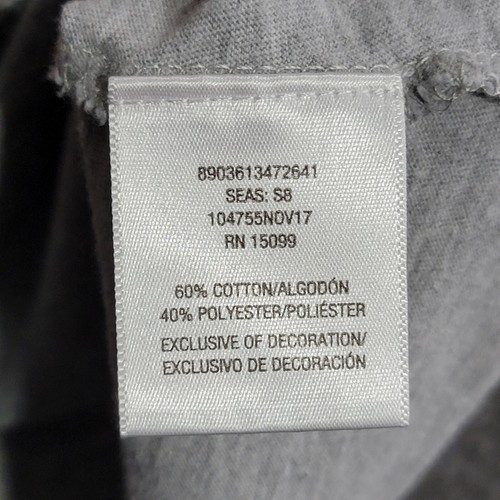 8903613472641
SEAS: S8
104755NOV17
RN 15099
60% COTTON/ALGODÓN
40% POLYESTER/POLIÉSTER
EXCLUSIVE OF DECORATION/
EXCLUSIVO DE DECORACIÓN